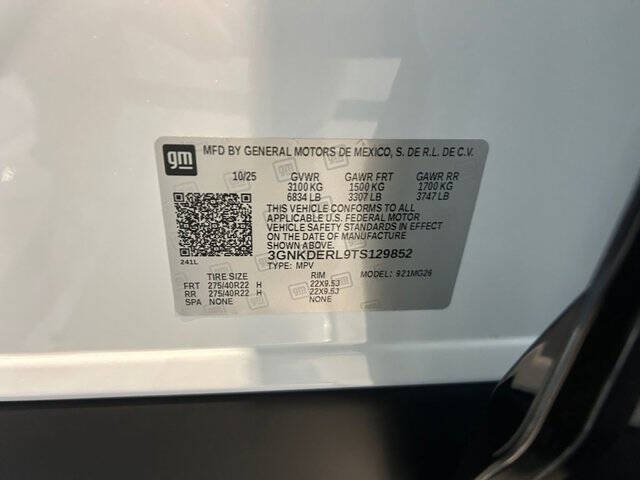 gm MFD BY GENERAL MOTORS DE MEXICO, S. DE R.L. DE C.V.
10/25 GVWR GAWR FRT GAWR RR
3100 KG 1500 KG 1700 KG
6834 LB 3307 LB 3747 LB
THIS VEHICLE CONFORMS TO ALL
APPLICABLE U.S. FEDERAL MOTOR
VEHICLE SAFETY STANDARDS IN
EFFECT ON THE DATE OF
MANUFACTURE SHOWN ABOVE.
3GNKDERL9TS129852
241L TYPE: MPV MODEL: 921MG26
TIRE SIZE RIM
FRT 275/40R22 H 22X9.5J
RR 275/40R22 H 22X9.5J
SPA NONE NONE